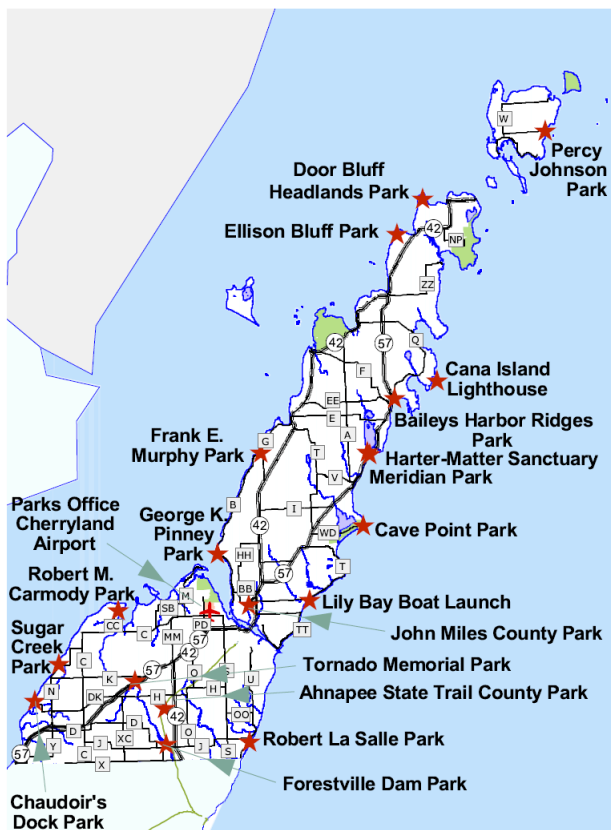 W
Percy
Johnson
Park
Door Bluff
Headlands Park
Ellison Bluff Park
42
NP
ZZ
42
57
Q
F
Cana Island
Lighthouse
EE
E
Baileys Harbor Ridges
Park
A
Frank E.
Murphy Park
G
T
Harter-Matter Sanctuary
Meridian Park
V
Parks Office
Cherryland
Airport
George K.
Pinney
Park
B
I
42
WD
Cave Point Park
HH
57
T
Robert M.
Carmody Park
M
BB
SB
Lily Bay Boat Launch
CC
C
PD
MM
57
42
TT
John Miles County Park
Sugar
Creek
Park
C
57
K
O
S
U
Tornado Memorial Park
N
DK
H
H
Ahnapee State Trail County Park
42
OO
D
D
XC
O
Robert La Salle Park
57
Y
J
C
J
S
X
Forestville Dam Park
Chaudoir's
Dock Park